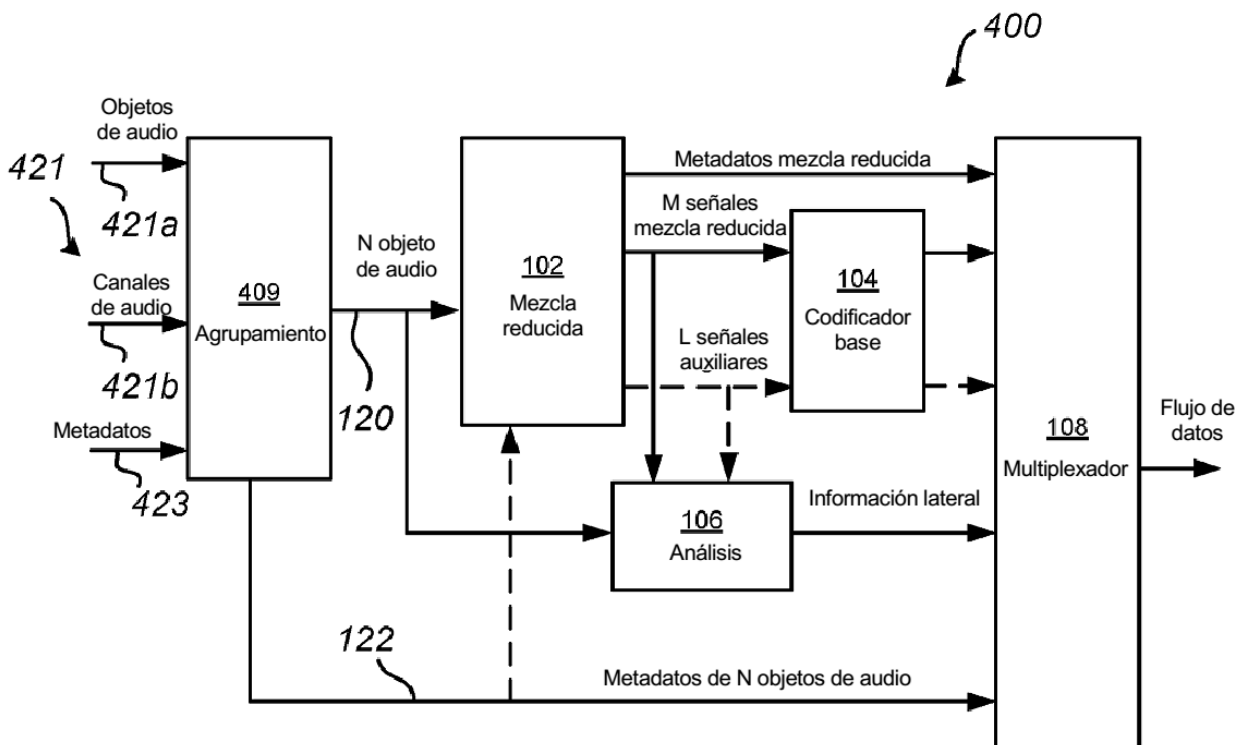 400
Objetos
de audio
421
421a
Canales
de audio
421b
Metadatos
423
409
Agrupamiento
N objeto
de audio
120
102
Mezcla
reducida
Metadatos mezcla reducida
M señales
mezcla reducida
L señales
auxiliares
104
Codificador
base
106
Análisis
Información lateral
122
Metadatos de N objetos de audio
108
Multiplexador
Flujo de
datos